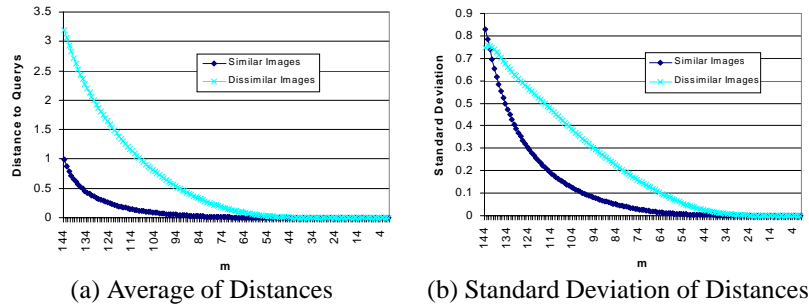 3.5
3
2.5
2
1.5
1
0.5
0
Distance to Querys
Similar Images
Dissimilar Images
144 134 124 114 104 94 84 74 64 54 44 34 24 14 4
m
(a) Average of Distances
0.9
0.8
0.7
0.6
0.5
0.4
0.3
0.2
0.1
0
Standard Deviation
Similar Images
Dissimilar Images
144 134 124 114 104 94 84 74 64 54 44 34 24 14 4
m
(b) Standard Deviation of Distances